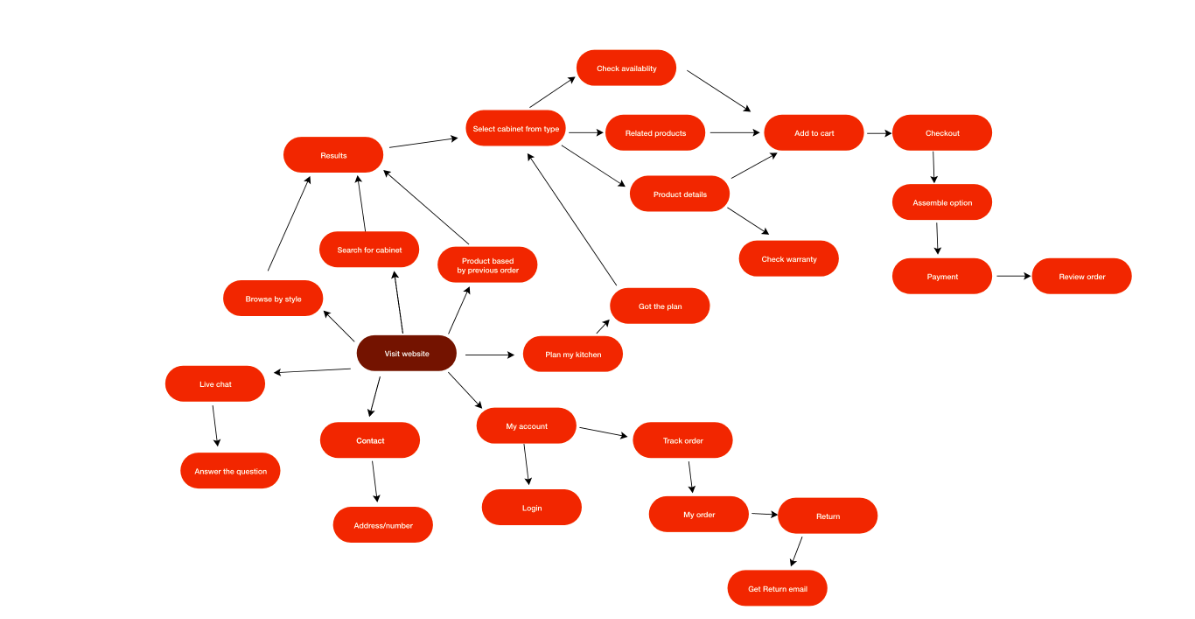 Check availablity
Select cabinet from type
Related products
Add to cart
Checkout
Results
Product details
Assemble option
Search for cabinet
Product based
by previous order
Check warranty
Payment
Review order
Browse by style
Got the plan
Visit website
Plan my kitchen
Live chat
My account
Contact
Track order
Answer the question
Login
My order
Return
Address/number
Get Return email